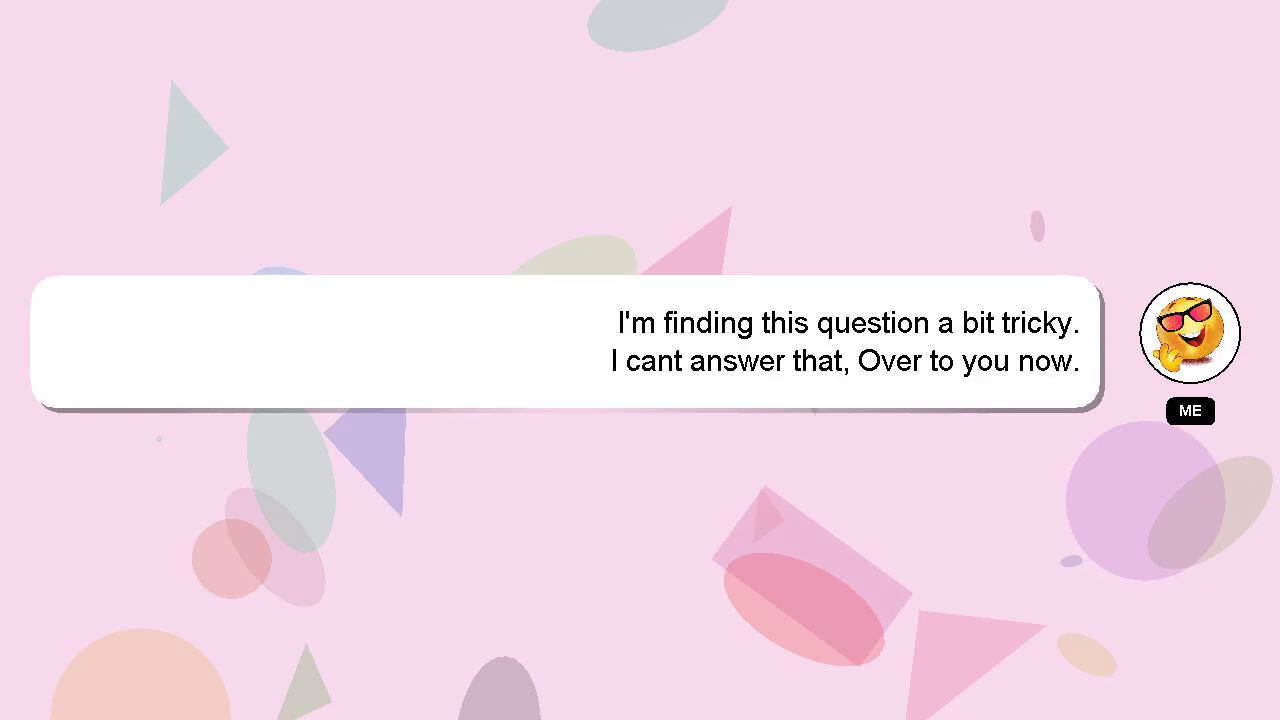 I'm finding this question a bit tricky.
I cant answer that, Over to you now.
ME